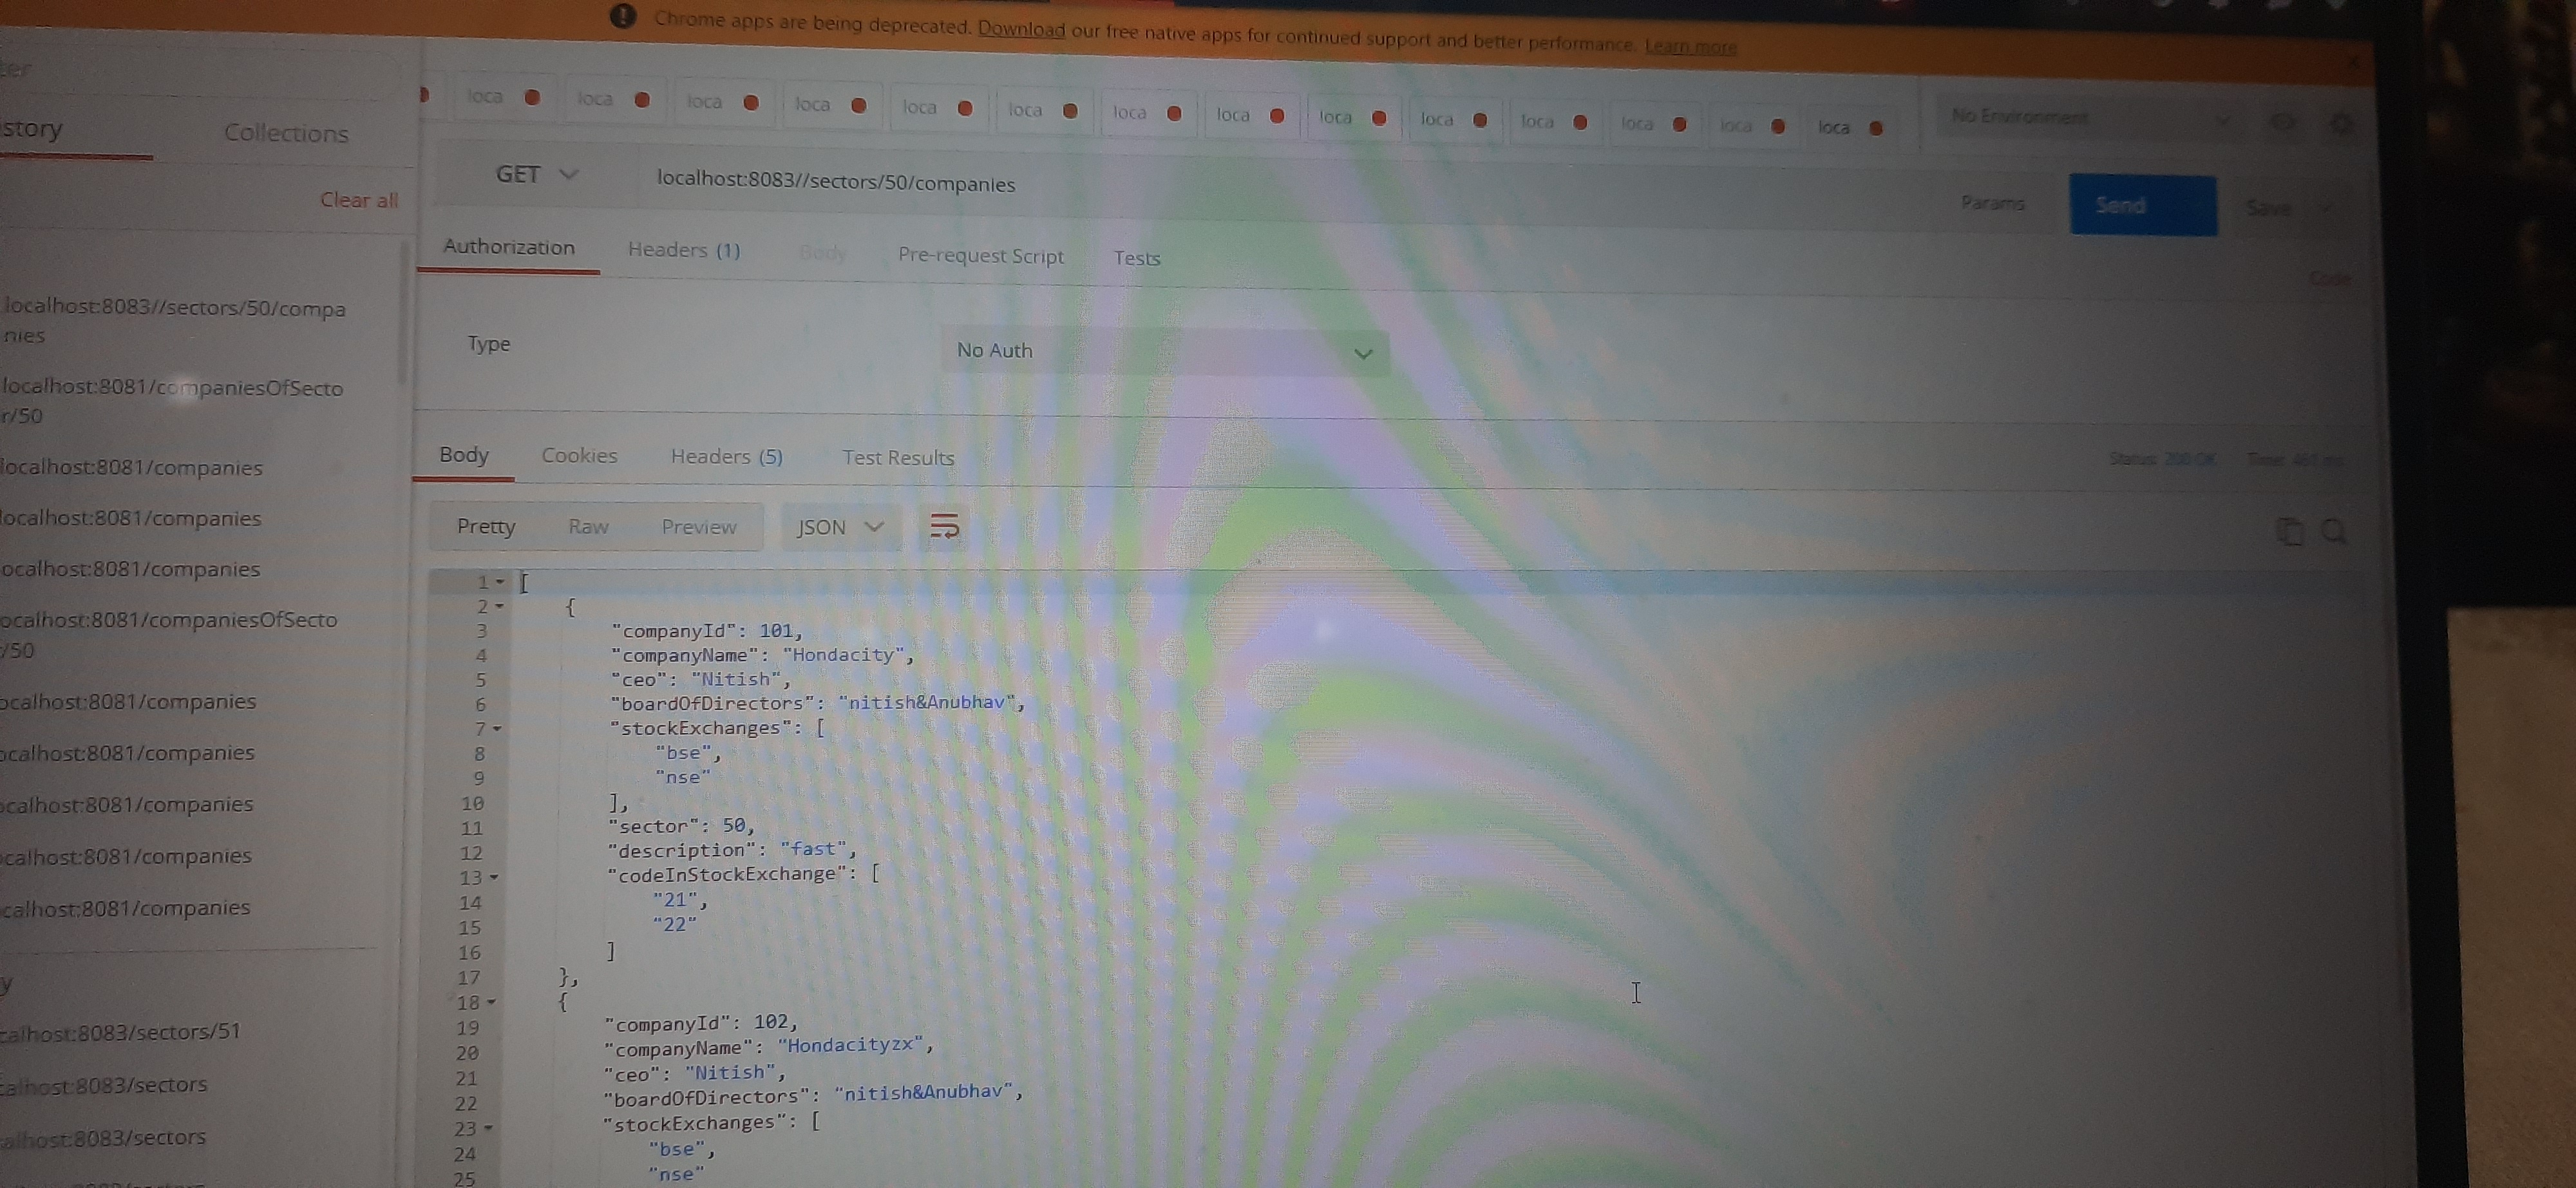 Chrome apps are being deprecated. Download our free native apps for continued support and better performance. Learn more
loca loca loca loca loca loca loca loca loca loca loca loca loca loca
No Environment
story Collections
Clear all
GET localhost:8083//sectors/50/companies Params Send Save
Authorization Headers (1) Body Pre-request Script Tests
Code
Type No Auth
localhost:8083//sectors/50/compa
nies
localhost:8081/companiesOfSecto
r/50
localhost:8081/companies
localhost:8081/companies
ocalhost:8081/companies
ocalhost:8081/companiesOfSecto
/50
ocalhost:8081/companies
ocalhost:8081/companies
ocalhost:8081/companies
calhost:8081/companies
calhost:8081/companies
y
calhost:8083/sectors/51
calhost:8083/sectors
alhost:8083/sectors
Body Cookies Headers (5) Test Results
Status: 200 OK Time:
Pretty Raw Preview JSON
1 [
2 {
3 "companyId": 101,
4 "companyName": "Hondacity",
5 "ceo": "Nitish",
6 "boardOfDirectors": "nitish&Anubhav",
7 "stockExchanges": [
8 "bse",
9 "nse"
10 ],
11 "sector": 50,
12 "description": "fast",
13 "codeInStockExchange": [
14 "21",
15 "22"
16 ]
17 },
18 {
19 "companyId": 102,
20 "companyName": "Hondacityzx",
21 "ceo": "Nitish",
22 "boardOfDirectors": "nitish&Anubhav",
23 "stockExchanges": [
24 "bse",
25 "nse"